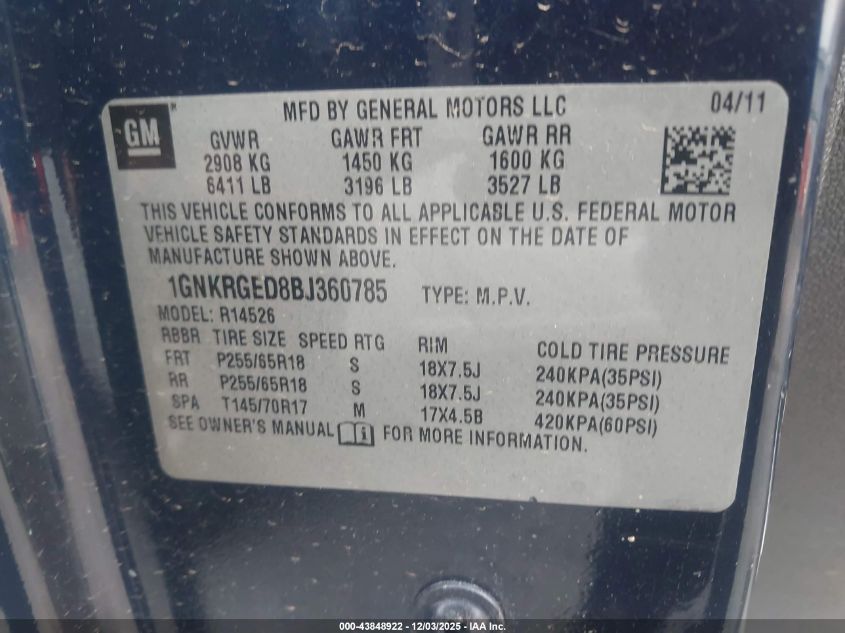 MFD BY GENERAL MOTORS LLC 04/11
GM
GVWR GAWR FRT GAWR RR
2908 KG 1450 KG 1600 KG
6411 LB 3196 LB 3527 LB
THIS VEHICLE CONFORMS TO ALL APPLICABLE U.S. FEDERAL MOTOR
VEHICLE SAFETY STANDARDS IN EFFECT ON THE DATE OF
MANUFACTURE SHOWN ABOVE.
1GNKRGED8BJ360785 TYPE: M.P.V.
MODEL: R14526
RBBR TIRE SIZE SPEED RTG RIM COLD TIRE PRESSURE
FRT P255/65R18 S 18X7.5J 240KPA(35PSI)
RR P255/65R18 S 18X7.5J 240KPA(35PSI)
SPA T145/70R17 M 17X4.5B 420KPA(60PSI)
SEE OWNER'S MANUAL i FOR MORE INFORMATION.
000-43848922 - 12/03/2025 - IAA Inc.